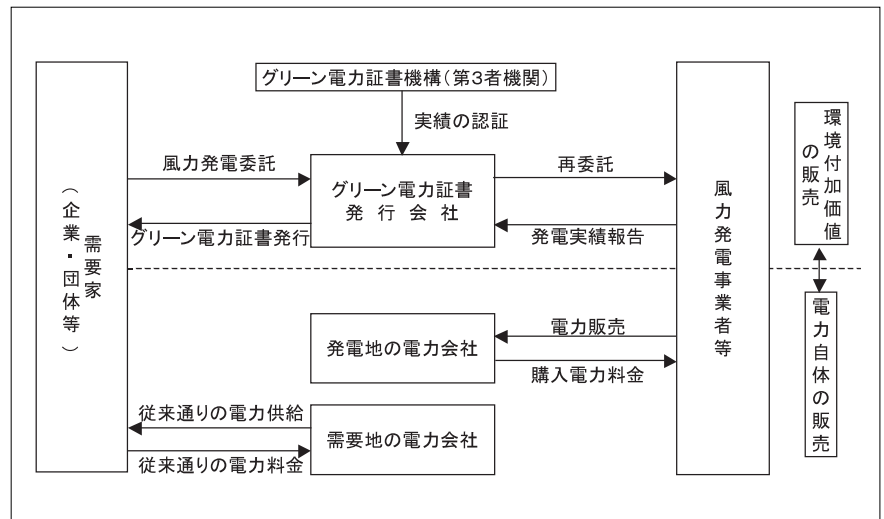 グリーン電力証書機構（第３者機関）
実績の認証
風力発電委託
グリーン電力証書
発行会社
再委託
グリーン電力証書発行
発電実績報告
需要家
（企業・団体等）
風力発電事業者等
環境付加価値
の販売
電力自体の販売
発電地の電力会社
電力販売
購入電力料金
従来通りの電力供給
需要地の電力会社
従来通りの電力料金